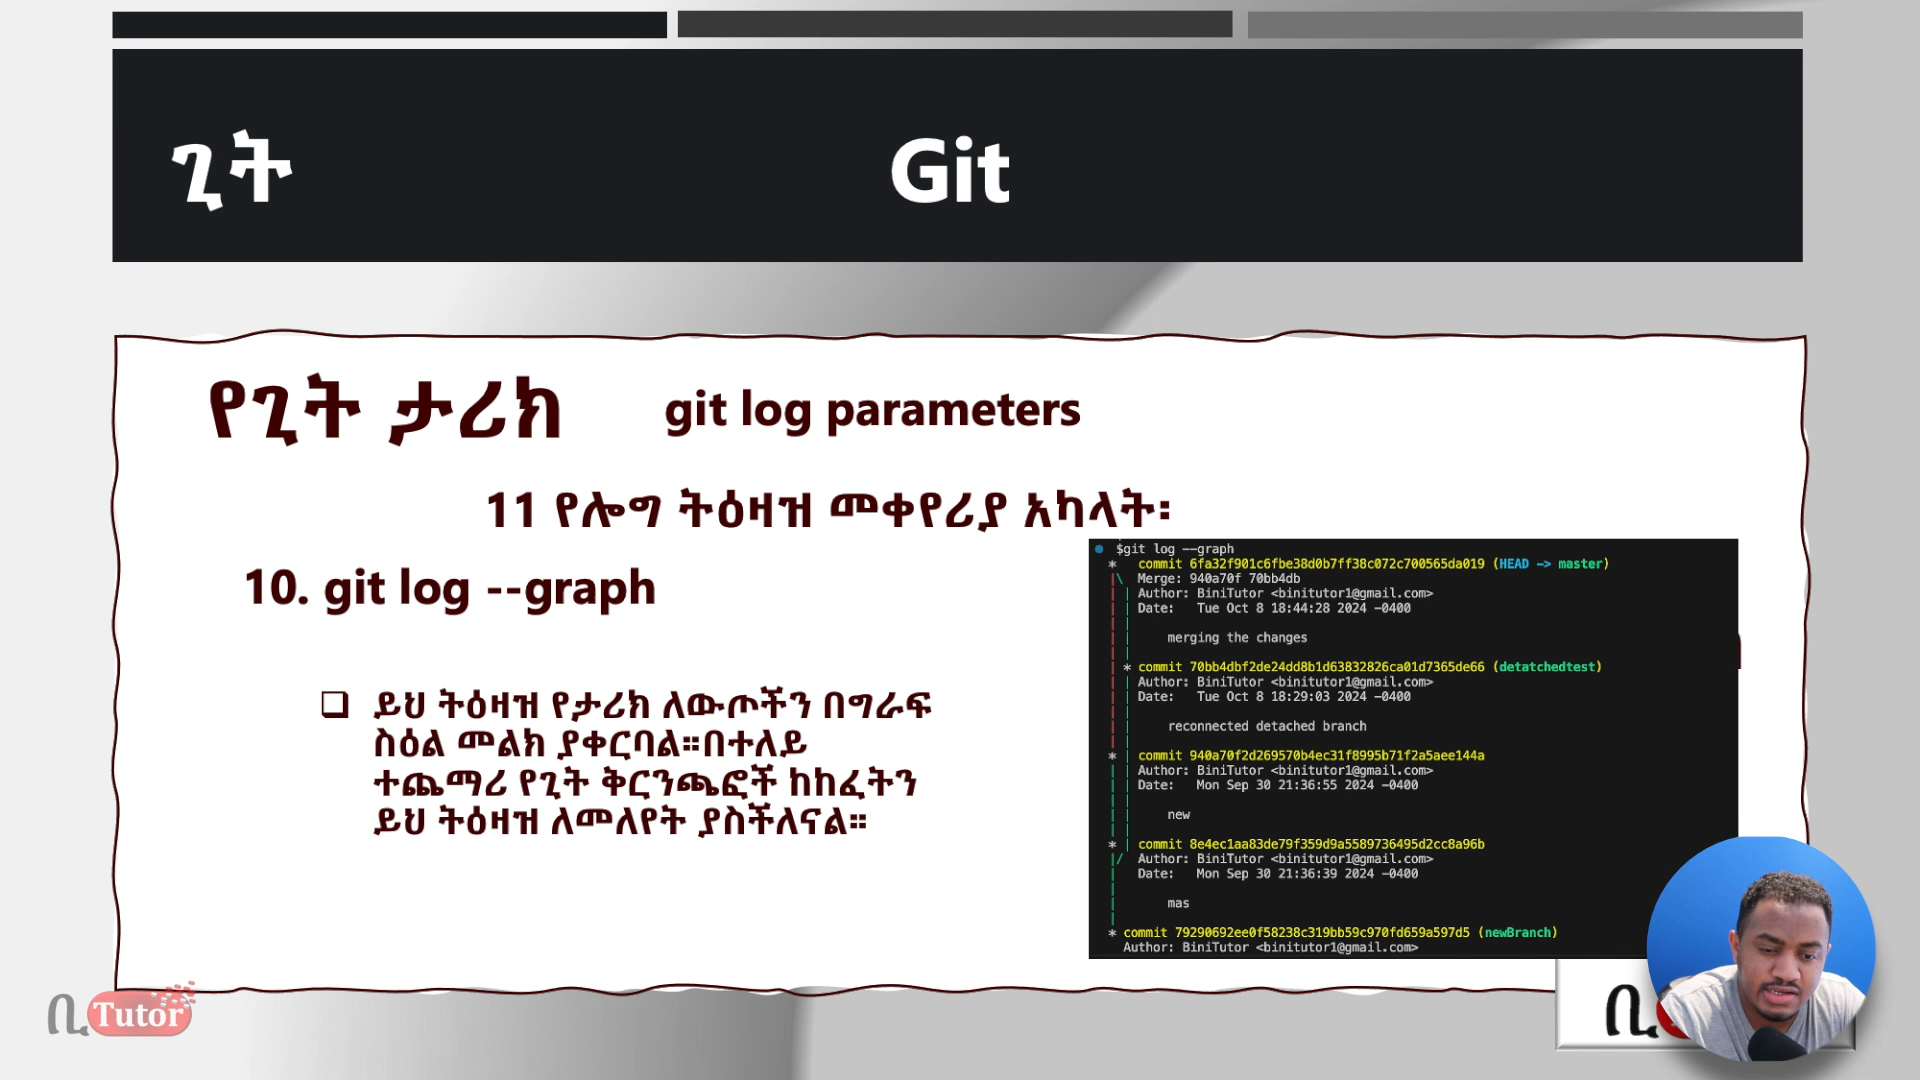 ጊት Git
የጊት ታሪክ git log parameters
11 የሎግ ትዕዛዝ መቀየሪያ አካላት፡
10. git log --graph
ይህ ትዕዛዝ የታሪክ ለውጦችን በግራፍ
ስዕል መልክ ያቀርባል።በተለይ
ተጨማሪ የጊት ቅርንጫፎች ከከፈትን
ይህ ትዕዛዝ ለመለየት ያስችለናል።
$git log --graph
* commit 6fa32f901c6fbe38d0b7ff38c072c700565da019 (HEAD -> master)
|\ Merge: 940a70f 70bb4db
| | Author: BiniTutor <binitutor1@gmail.com>
| | Date: Tue Oct 8 18:44:28 2024 -0400
| |
| | merging the changes
| |
| * commit 70bb4dbf2de24dd8b1d63832826ca01d7365de66 (detatchedtest)
| | Author: BiniTutor <binitutor1@gmail.com>
| | Date: Tue Oct 8 18:29:03 2024 -0400
| |
| | reconnected detached branch
| |
* | commit 940a70f2d269570b4ec31f8995b71f2a5aee144a
| | Author: BiniTutor <binitutor1@gmail.com>
| | Date: Mon Sep 30 21:36:55 2024 -0400
| |
| | new
| |
* | commit 8e4ec1aa83de79f359d9a5589736495d2cc8a96b
|/ Author: BiniTutor <binitutor1@gmail.com>
| Date: Mon Sep 30 21:36:39 2024 -0400
|
| mas
|
* commit 79290692ee0f58238c319bb59c970fd659a597d5 (newBranch)
Author: BiniTutor <binitutor1@gmail.com>
ቢ Tutor
ቢ